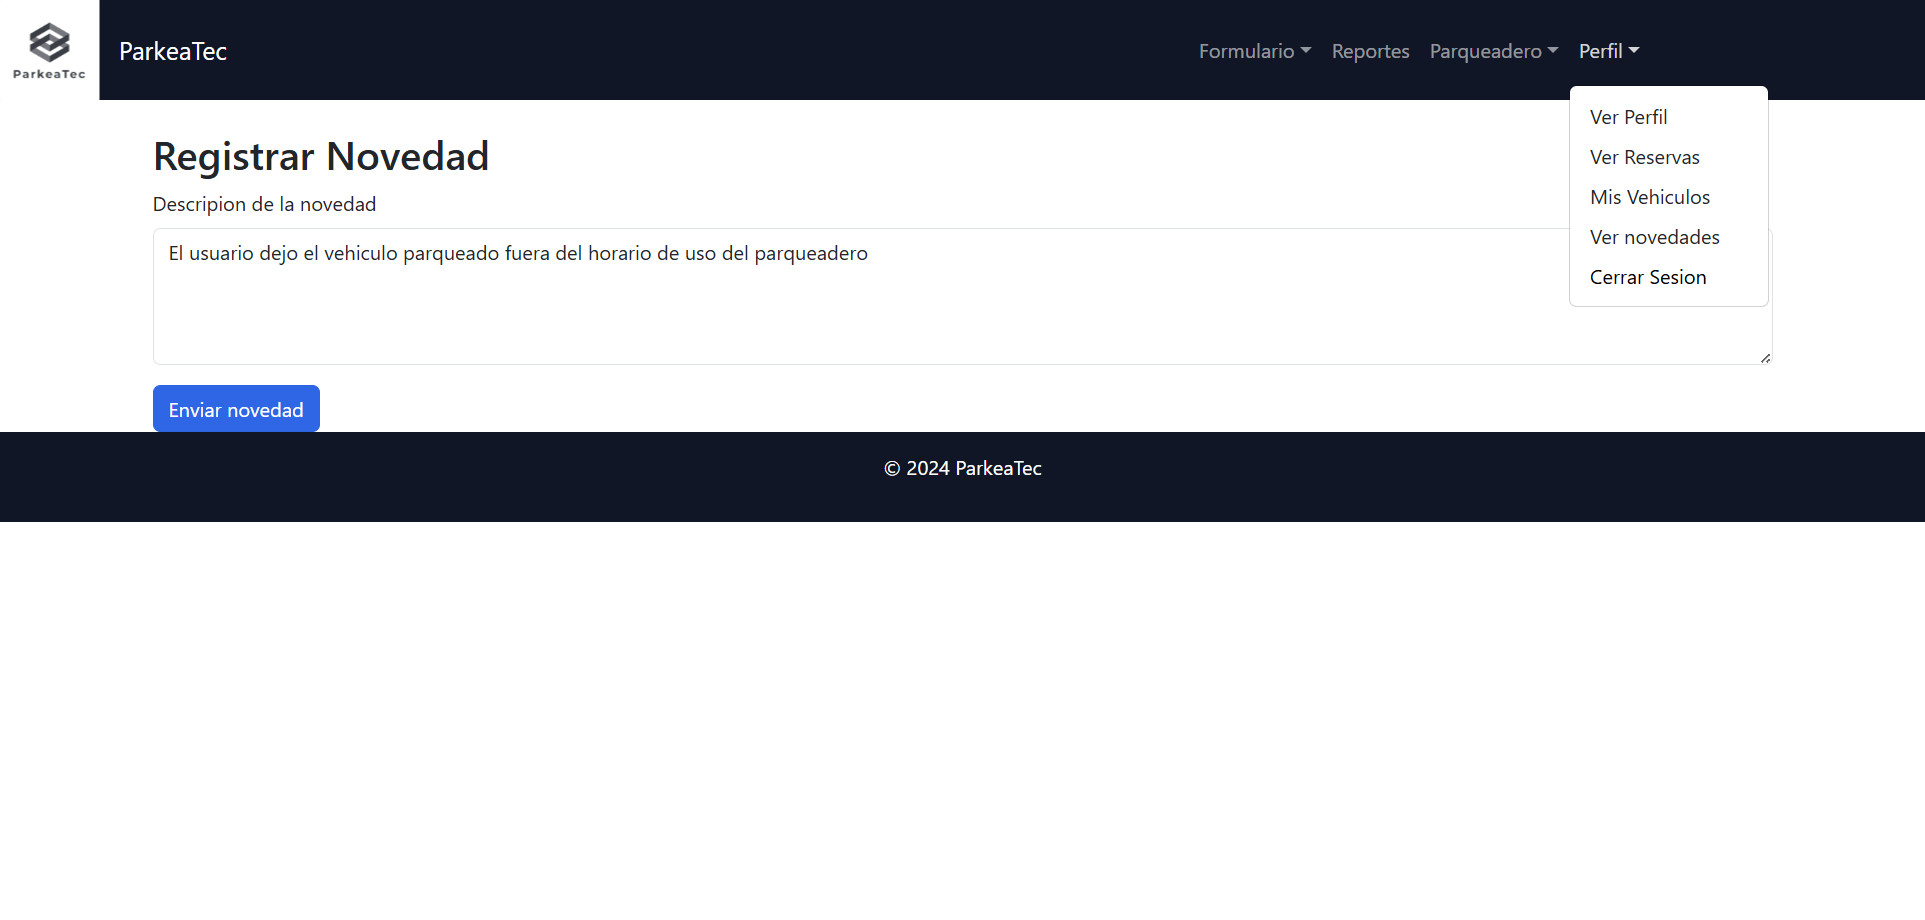 ParkeaTec
ParkeaTec
Formulario Reportes Parqueadero Perfil
Ver Perfil
Ver Reservas
Mis Vehiculos
Ver novedades
Cerrar Sesion
Registrar Novedad
Descripion de la novedad
El usuario dejo el vehiculo parqueado fuera del horario de uso del parqueadero
Enviar novedad
© 2024 ParkeaTec